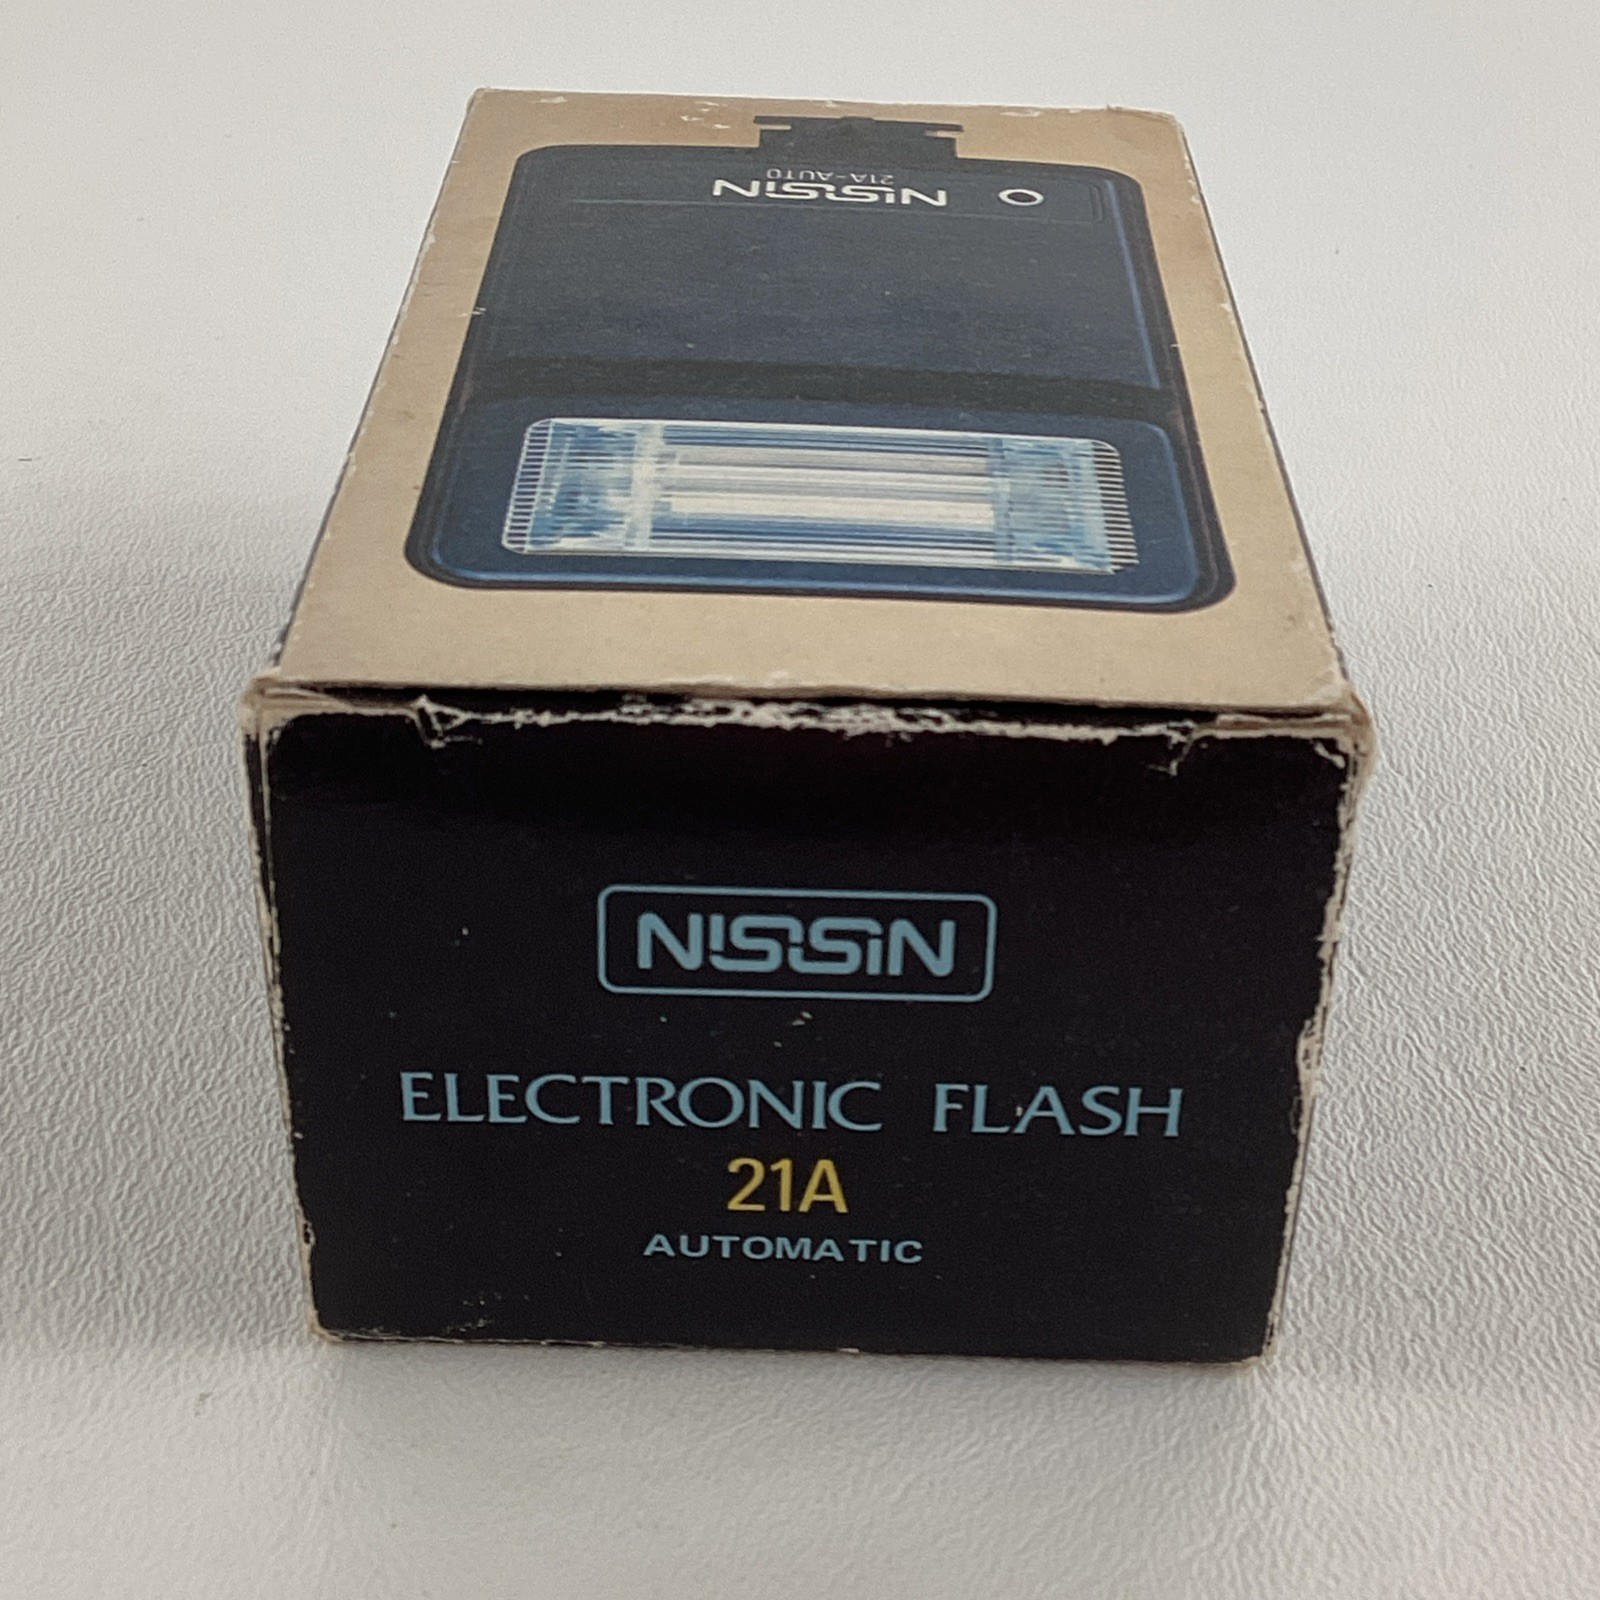 NISSIN
21A-AUTO
NISSIN
ELECTRONIC FLASH
21A
AUTOMATIC